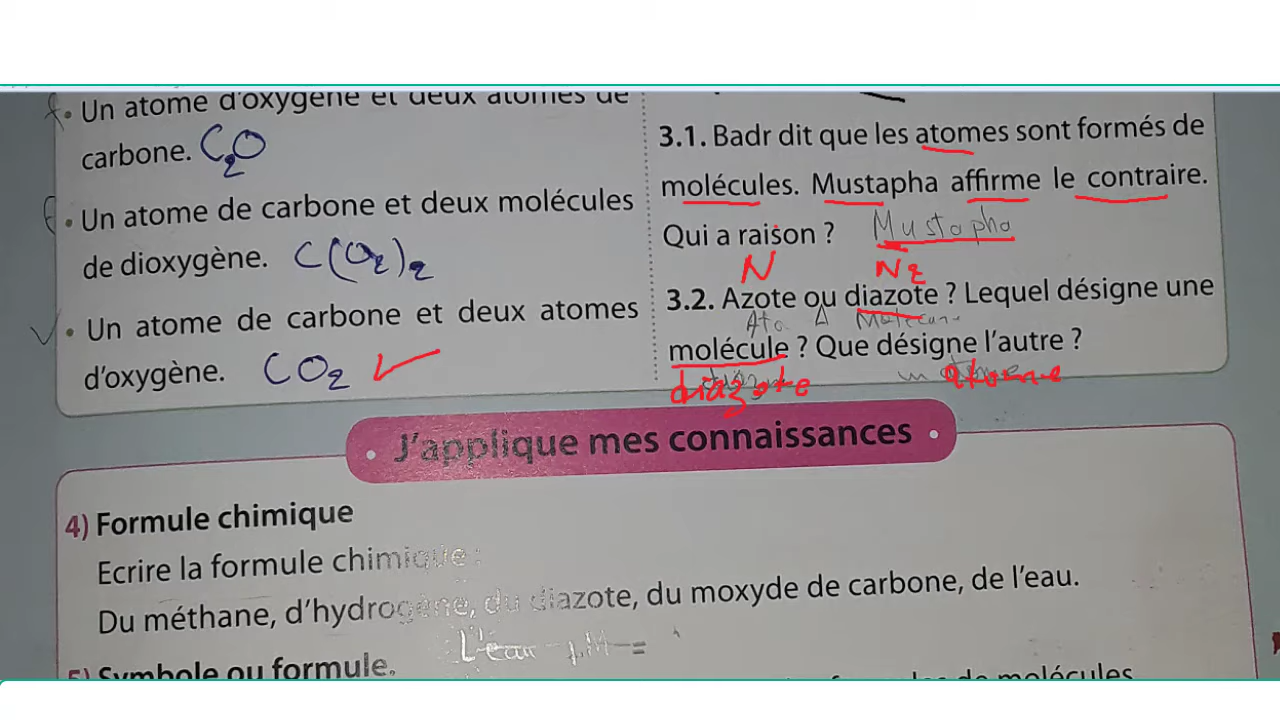 Un atome d'oxygène et deux atomes de
carbone. C2O
Un atome de carbone et deux molécules
de dioxygène. C(O2)2
Un atome de carbone et deux atomes
d'oxygène. CO2
3.1. Badr dit que les atomes sont formés de
molécules. Mustapha affirme le contraire.
Qui a raison ? Mustapha
N N2
3.2. Azote ou diazote ? Lequel désigne une
molécule ? Que désigne l'autre ?
diazote atome
• J'applique mes connaissances •
4) Formule chimique
Ecrire la formule chimique :
Du méthane, d'hydrogène, du diazote, du moxyde de carbone, de l'eau.
L'eau
5) Symbole ou formule.
de molécules